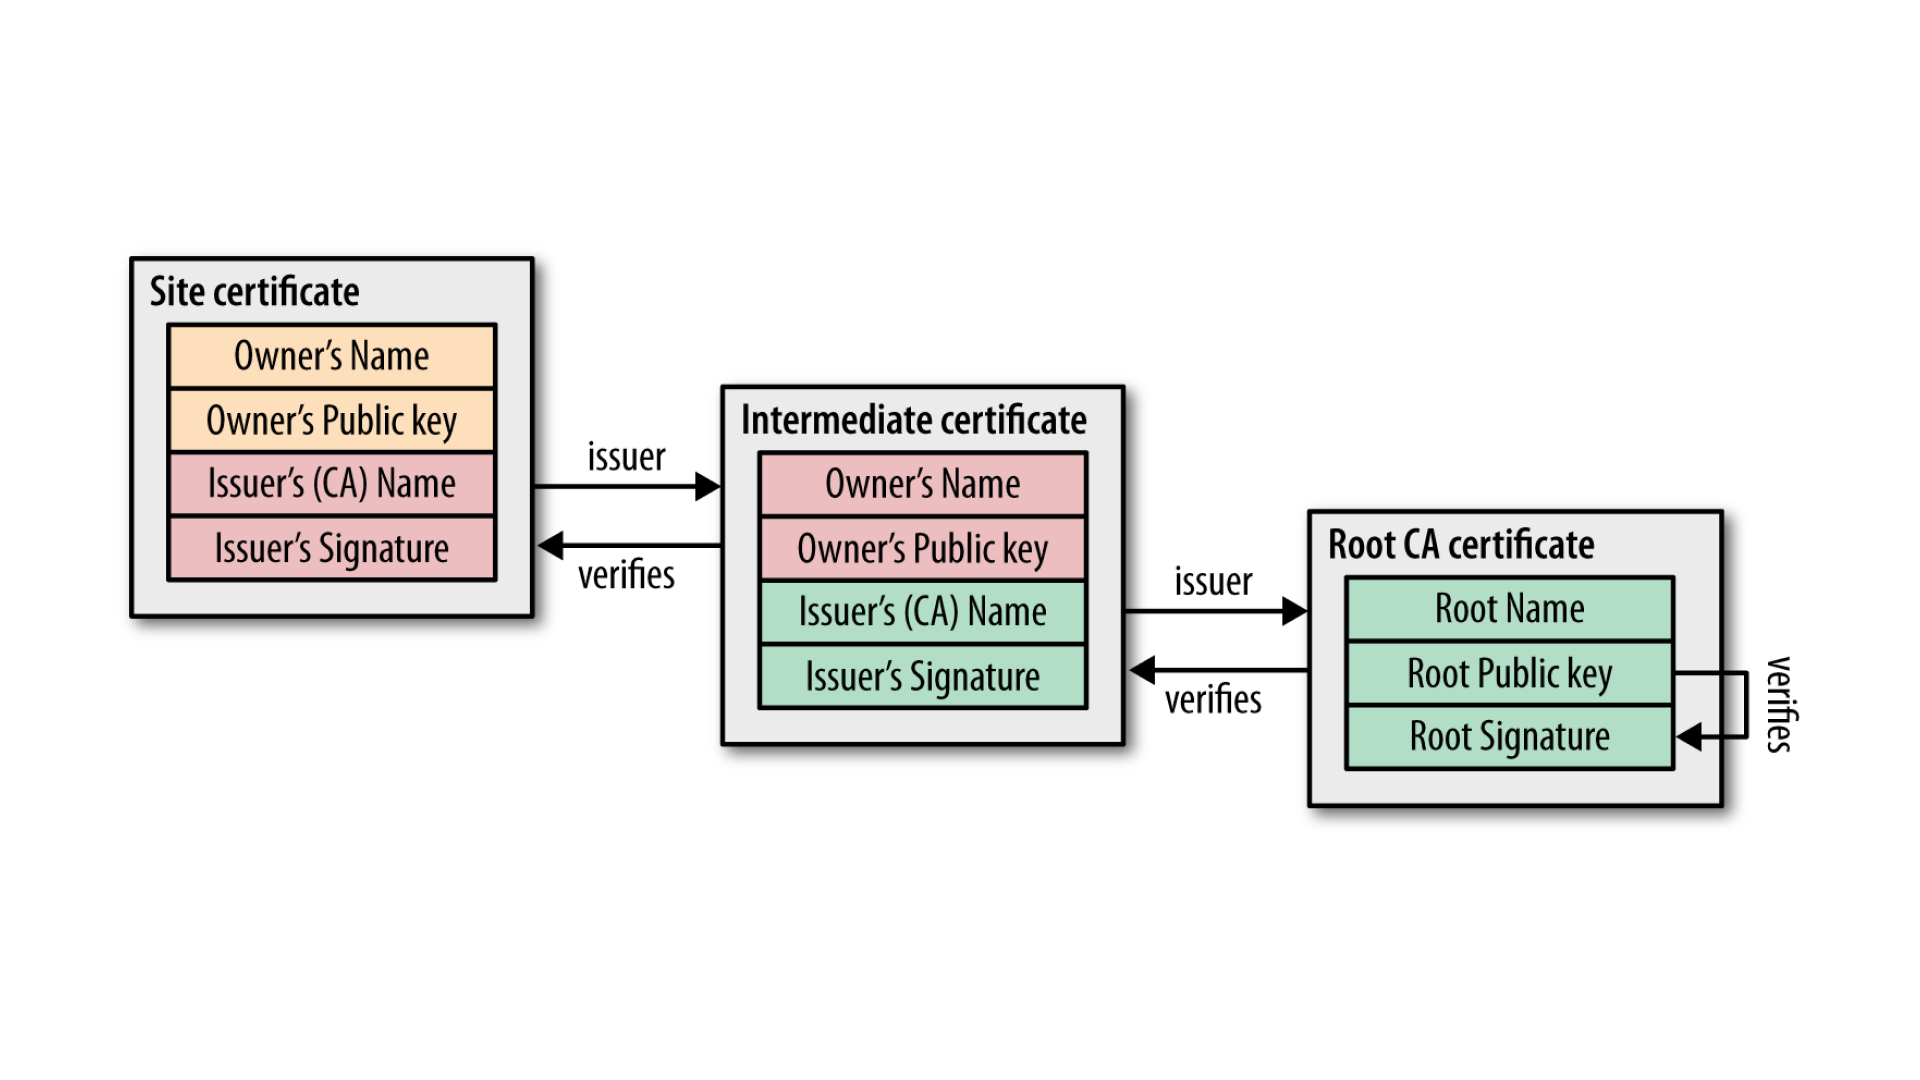 Site certificate
Owner’s Name
Owner’s Public key
Issuer’s (CA) Name
Issuer’s Signature
issuer
verifies
Intermediate certificate
Owner’s Name
Owner’s Public key
Issuer’s (CA) Name
Issuer’s Signature
issuer
verifies
Root CA certificate
Root Name
Root Public key
Root Signature
verifies